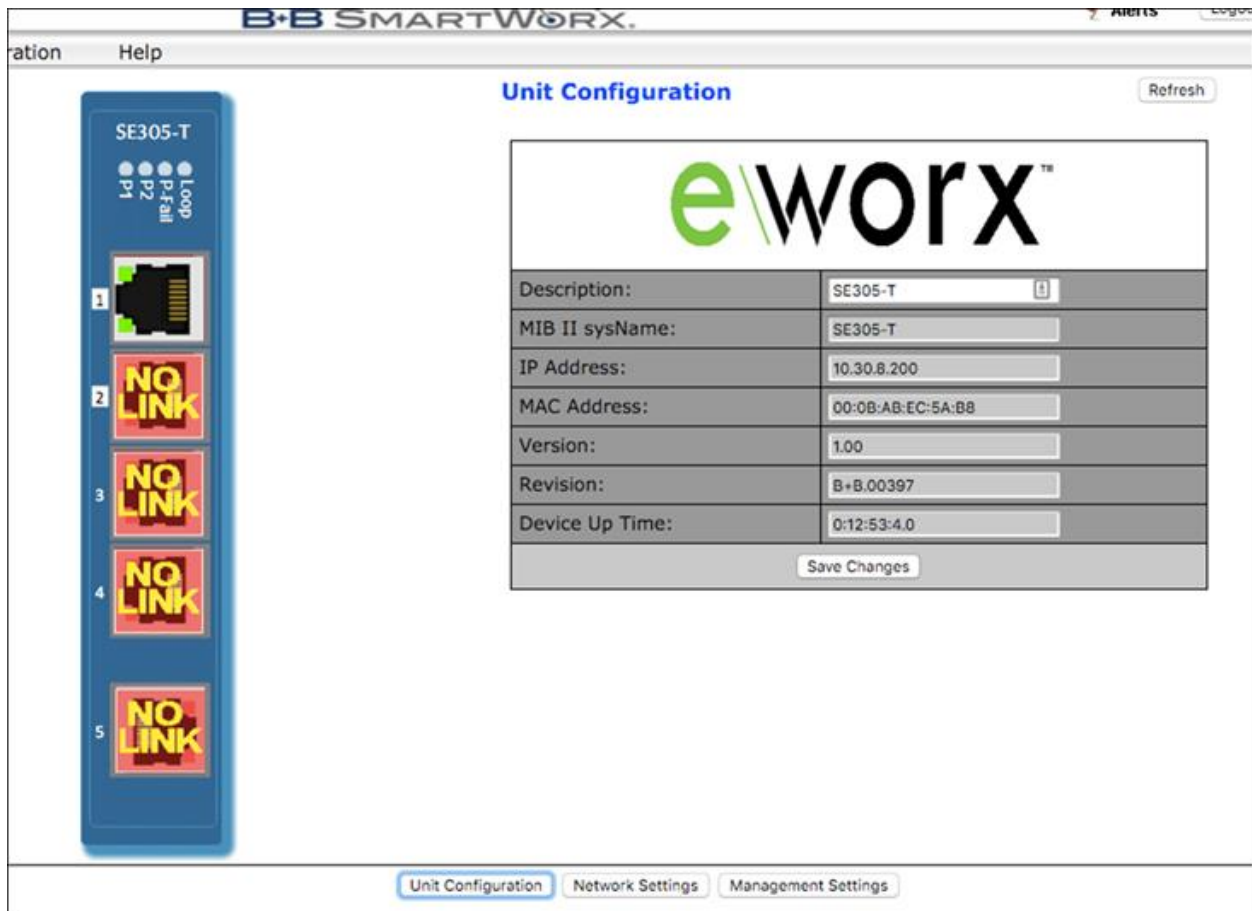 B+B SMARTWORX.
Alerts
Logout
ration
Help
Unit Configuration
Refresh
SE305-T
P1
P2
P-Fail
Loop
1
NO LINK
2
NO LINK
3
NO LINK
4
NO LINK
5
e\worx™
Description:
SE305-T
MIB II sysName:
SE305-T
IP Address:
10.30.8.200
MAC Address:
00:0B:AB:EC:5A:B8
Version:
1.00
Revision:
B+B.00397
Device Up Time:
0:12:53:4.0
Save Changes
Unit Configuration
Network Settings
Management Settings